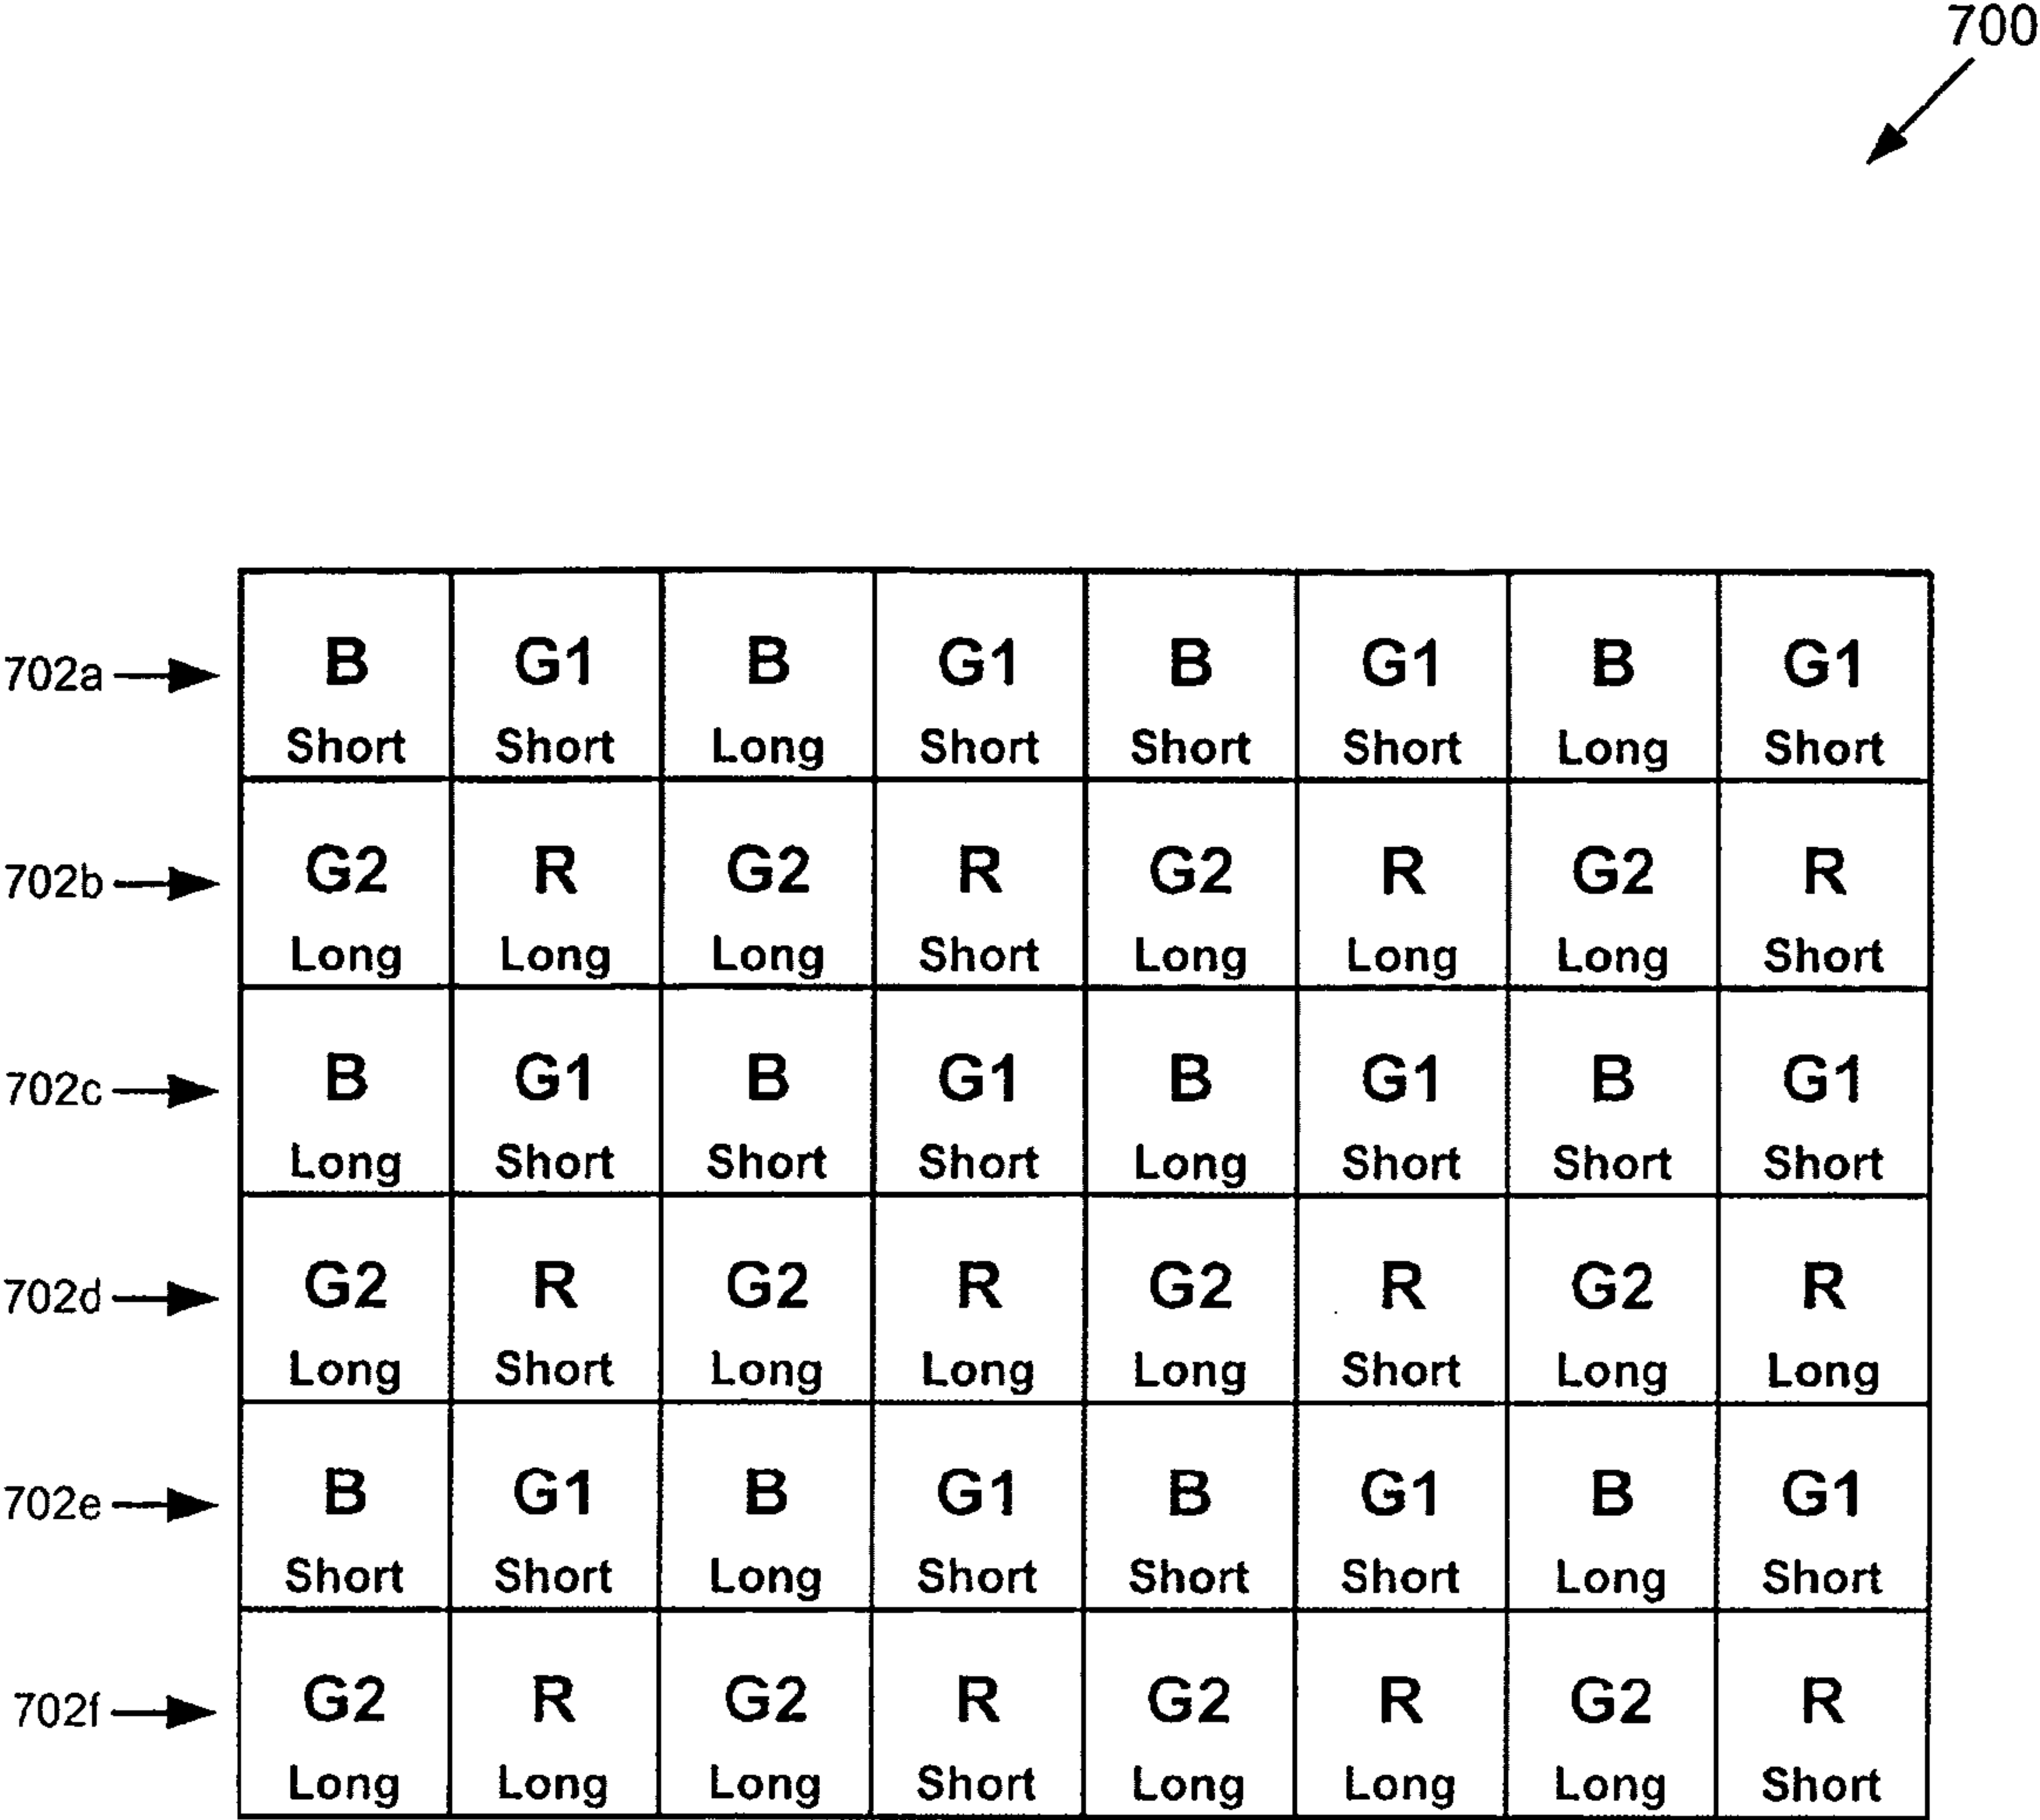 700
702a B G1 B G1 B G1 B G1
Short Short Long Short Short Short Long Short
702b G2 R G2 R G2 R G2 R
Long Long Long Short Long Long Long Short
702c B G1 B G1 B G1 B G1
Long Short Short Short Long Short Short Short
702d G2 R G2 R G2 R G2 R
Long Short Long Long Long Short Long Long
702e B G1 B G1 B G1 B G1
Short Short Long Short Short Short Long Short
702f G2 R G2 R G2 R G2 R
Long Long Long Short Long Long Long Short